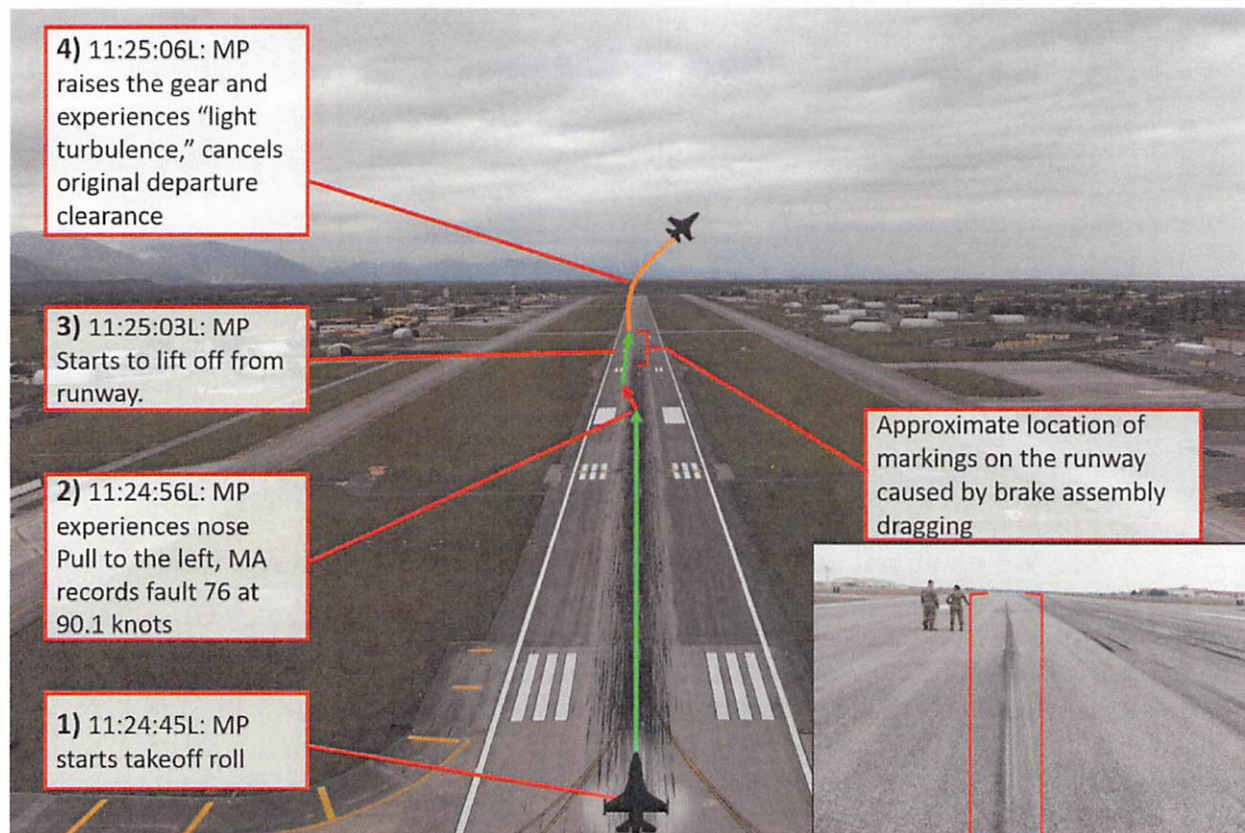 4) 11:25:06L: MP
raises the gear and
experiences “light
turbulence,” cancels
original departure
clearance
3) 11:25:03L: MP
Starts to lift off from
runway.
2) 11:24:56L: MP
experiences nose
Pull to the left, MA
records fault 76 at
90.1 knots
1) 11:24:45L: MP
starts takeoff roll
Approximate location of
markings on the runway
caused by brake assembly
dragging